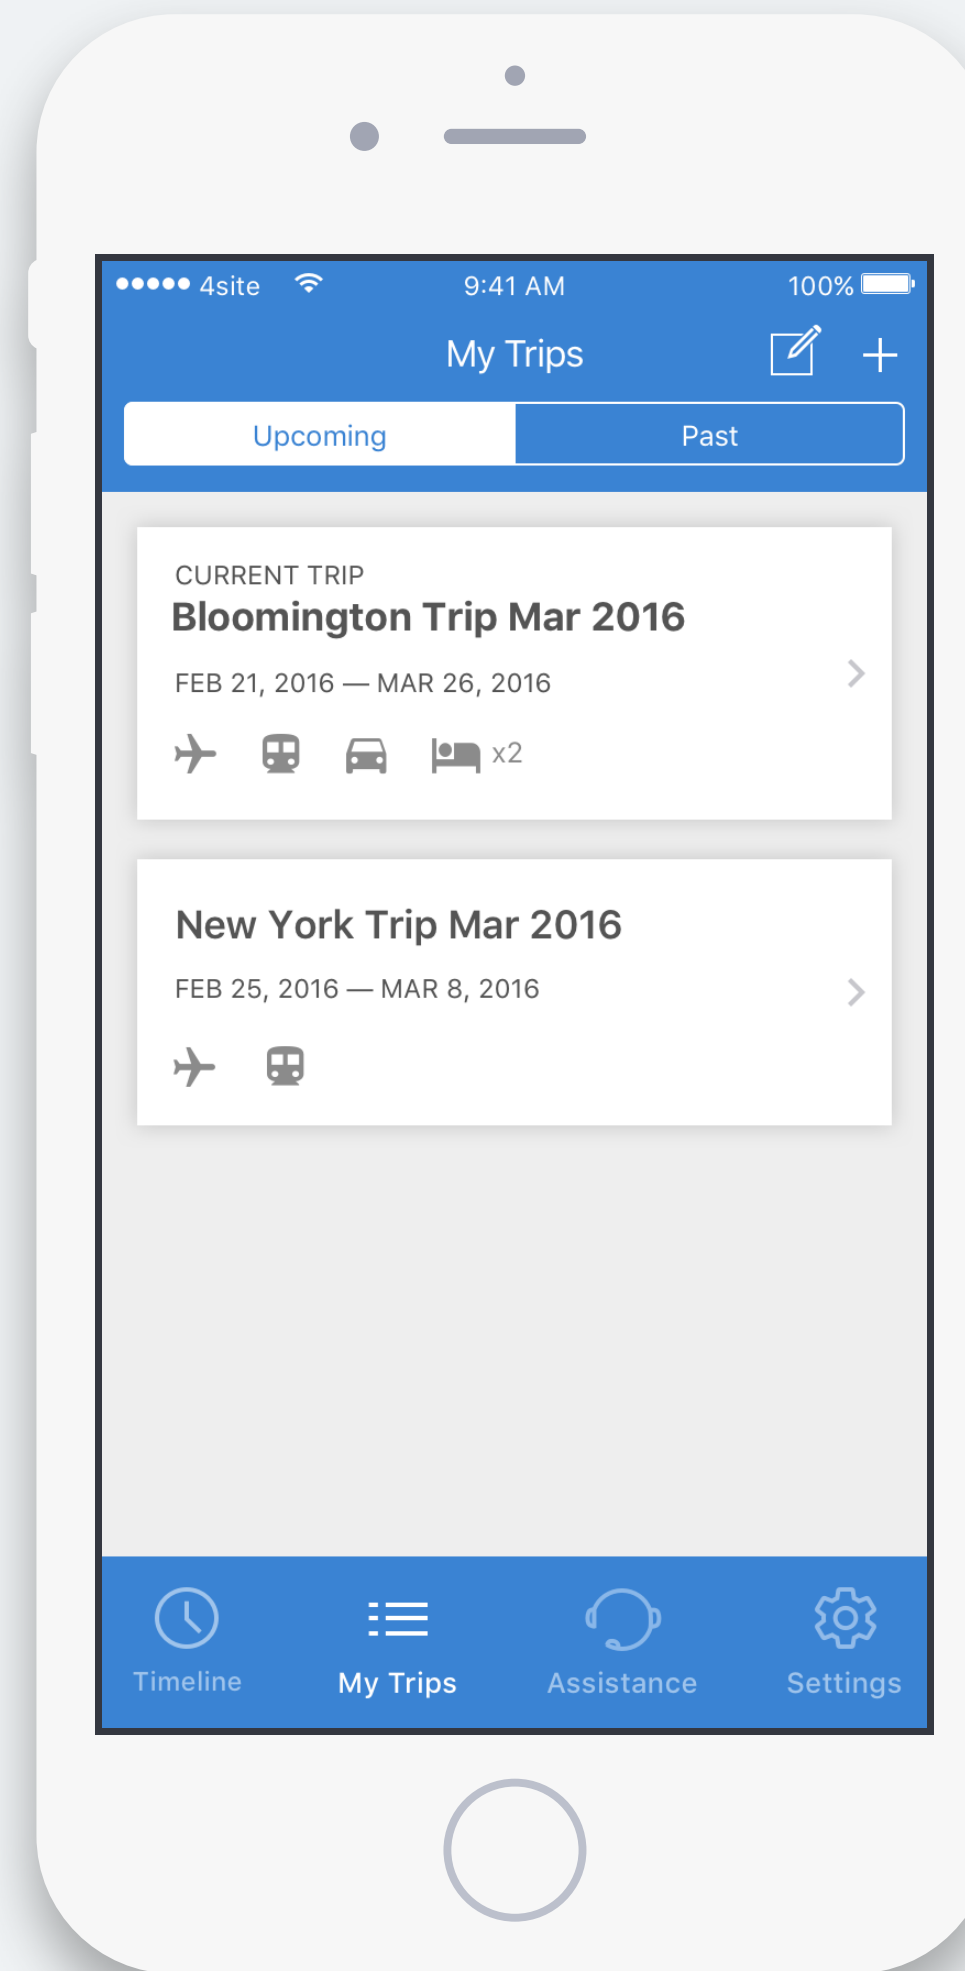 4site 9:41 AM 100%
My Trips
Upcoming Past
CURRENT TRIP
Bloomington Trip Mar 2016
FEB 21, 2016 — MAR 26, 2016
x2
New York Trip Mar 2016
FEB 25, 2016 — MAR 8, 2016
Timeline My Trips Assistance Settings